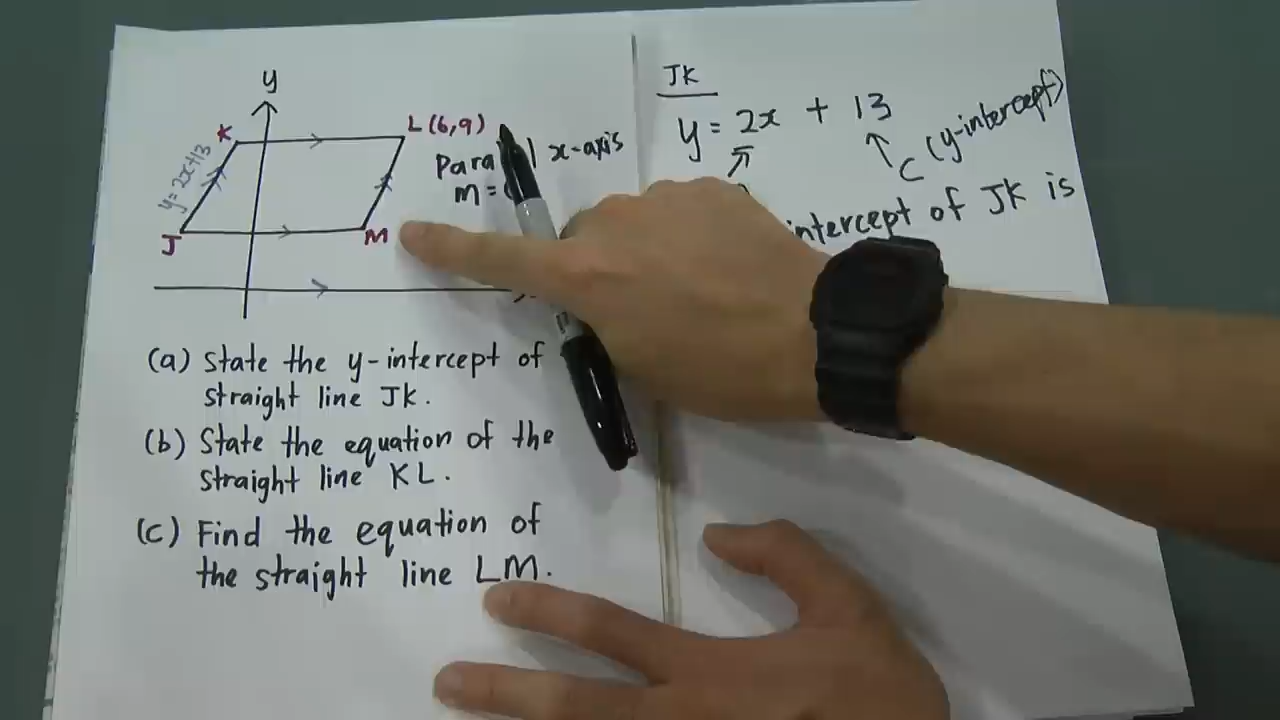 y
K
L (6,9)
y = 2x+13
x-axis
m =
J
M
(a) State the y-intercept of
straight line JK.
(b) State the equation of the
straight line KL.
(c) Find the equation of
the straight line LM.
JK
y = 2x + 13
C (y-intercept)
intercept of JK is